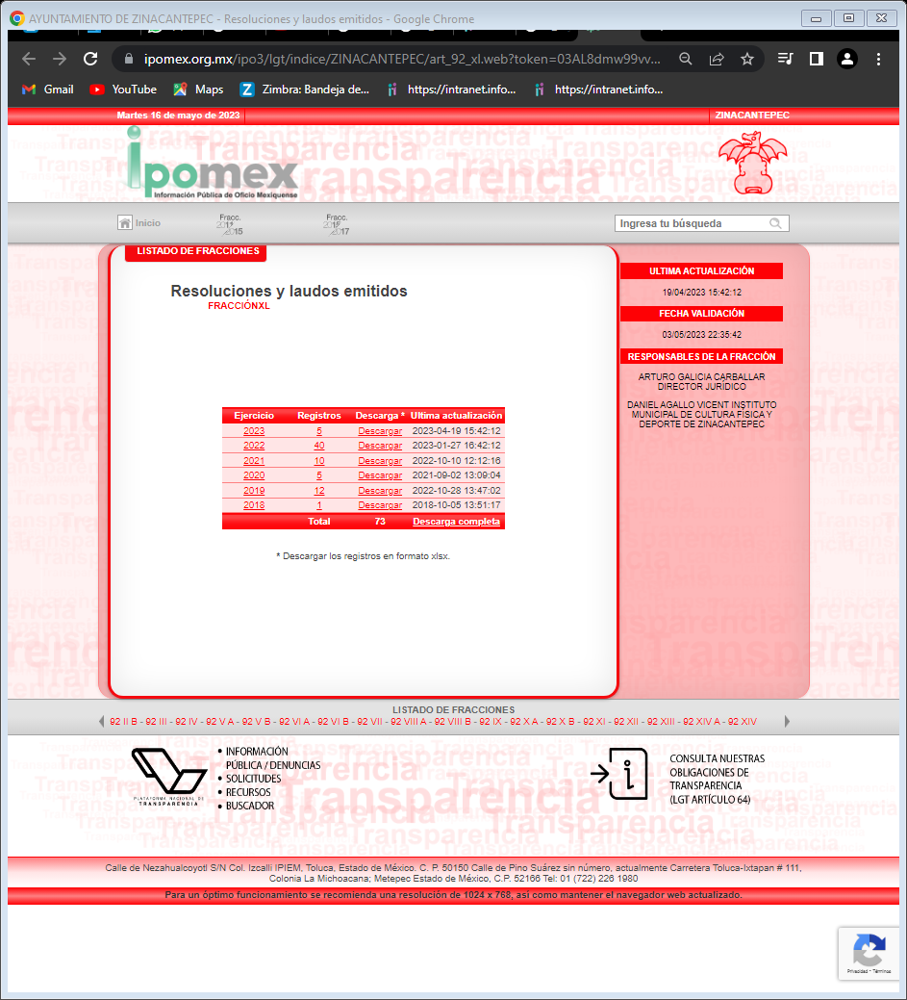 AYUNTAMIENTO DE ZINACANTEPEC - Resoluciones y laudos emitidos - Google Chrome
ipomex.org.mx/ipo3/lgt/indice/ZINACANTEPEC/art_92_xl.web?token=03AL8dmw99vv...
Gmail YouTube Maps Zimbra: Bandeja de... https://intranet.info... https://intranet.info...
Martes 16 de mayo de 2023 ZINACANTEPEC
ipomex
Información Pública de Oficio Mexiquense
Inicio Fracc. 2015 Fracc. 2017 Ingresa tu búsqueda
LISTADO DE FRACCIONES
Resoluciones y laudos emitidos
FRACCIÓNXL
Ejercicio Registros Descarga * Ultima actualización
2023 5 Descargar 2023-04-19 15:42:12
2022 40 Descargar 2023-01-27 16:42:12
2021 10 Descargar 2022-10-10 12:12:16
2020 5 Descargar 2021-09-02 13:09:04
2019 12 Descargar 2022-10-28 13:47:02
2018 1 Descargar 2018-10-05 13:51:17
Total 73 Descarga completa
* Descargar los registros en formato xlsx.
ULTIMA ACTUALIZACIÓN
19/04/2023 15:42:12
FECHA VALIDACIÓN
03/05/2023 22:35:42
RESPONSABLES DE LA FRACCIÓN
ARTURO GALICIA CARBALLAR
DIRECTOR JURÍDICO
DANIEL AGALLO VICENT INSTITUTO
MUNICIPAL DE CULTURA FÍSICA Y
DEPORTE DE ZINACANTEPEC
LISTADO DE FRACCIONES
92 II B - 92 III - 92 IV - 92 V A - 92 V B - 92 VI A - 92 VI B - 92 VII - 92 VIII A - 92 VIII B - 92 IX - 92 X A - 92 X B - 92 XI - 92 XII - 92 XIII - 92 XIV A - 92 XIV
PLATAFORMA NACIONAL DE
TRANSPARENCIA
• INFORMACIÓN
PÚBLICA / DENUNCIAS
• SOLICITUDES
• RECURSOS
• BUSCADOR
CONSULTA NUESTRAS
OBLIGACIONES DE
TRANSPARENCIA
(LGT ARTÍCULO 64)
Calle de Nezahualcoyotl S/N Col. Izcalli IPIEM, Toluca, Estado de México. C. P. 50150 Calle de Pino Suárez sin número, actualmente Carretera Toluca-Ixtapan # 111,
Colonia La Michoacana; Metepec Estado de México, C.P. 52166 Tel: 01 (722) 226 1980
Para un óptimo funcionamiento se recomienda una resolución de 1024 x 768, así como mantener el navegador web actualizado.
Privacidad - Términos